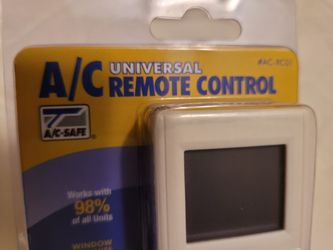 #AC-RC01
A/C UNIVERSAL
REMOTE CONTROL
A/C-SAFE
Works with
98%
of all Units
WINDOW